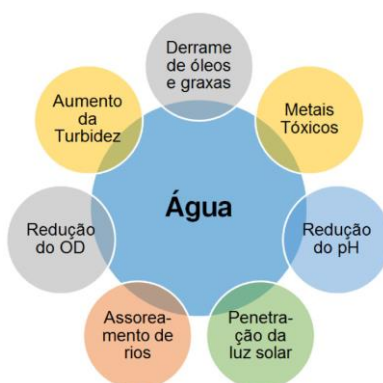 Derrame
de óleos
e graxas
Aumento
da
Turbidez
Metais
Tóxicos
Água
Redução
do OD
Redução
do pH
Assorea-
mento de
rios
Penetra-
ção da
luz solar